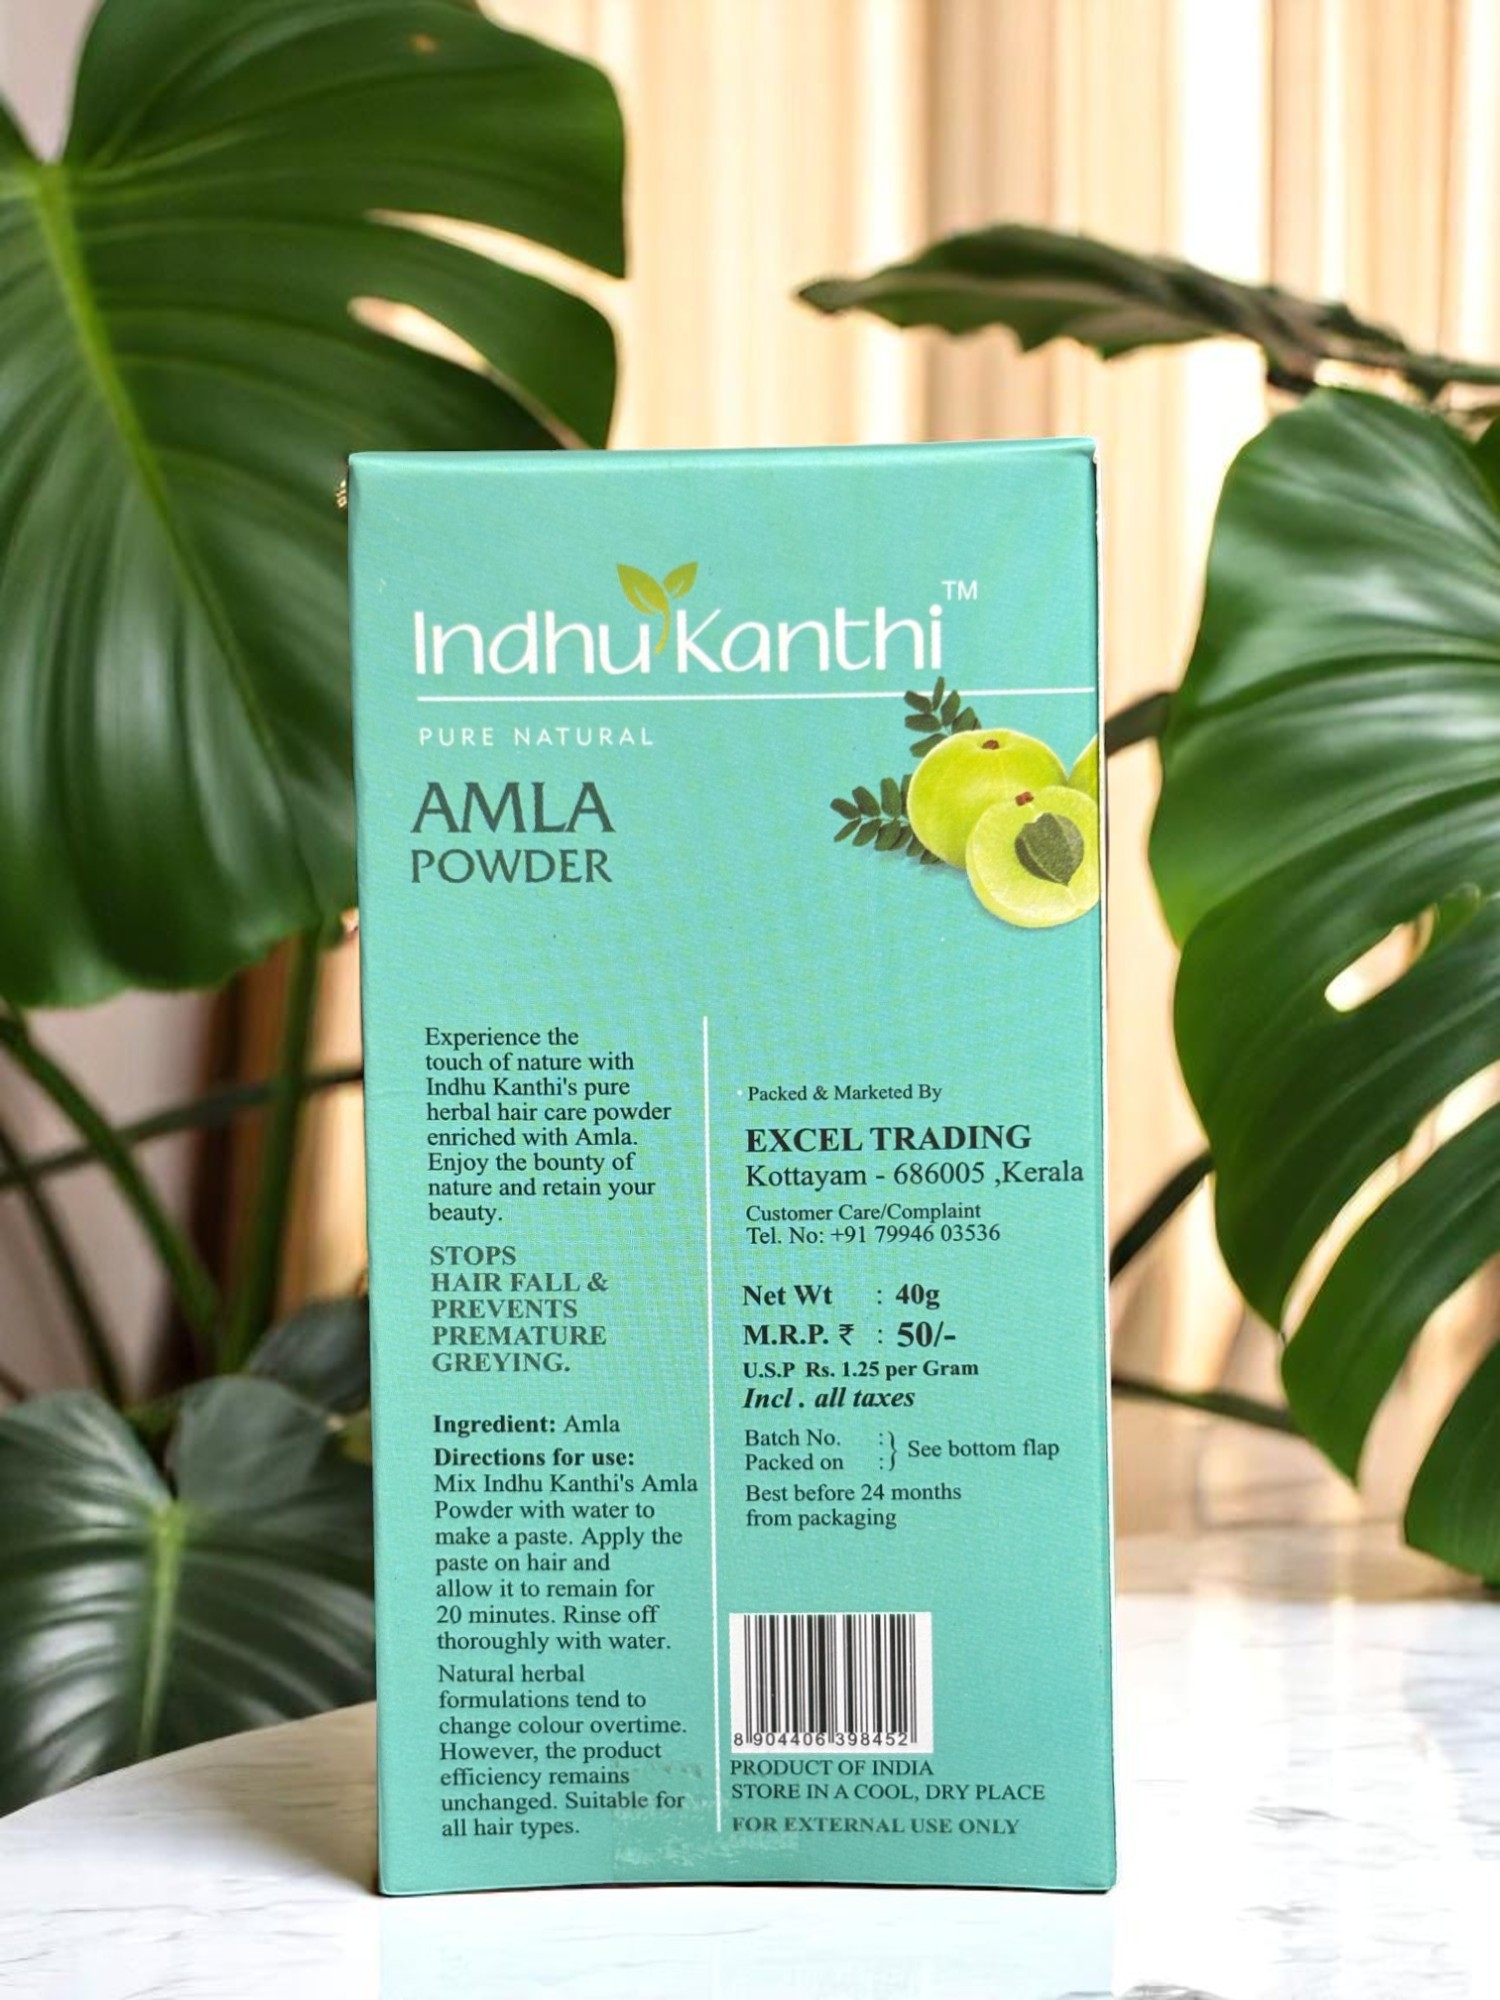 Indhu Kanthi™
PURE NATURAL
AMLA
POWDER
Experience the
touch of nature with
Indhu Kanthi's pure
herbal hair care powder
enriched with Amla.
Enjoy the bounty of
nature and retain your
beauty.
STOPS
HAIR FALL &
PREVENTS
PREMATURE
GREYING.
Ingredient: Amla
Directions for use:
Mix Indhu Kanthi's Amla
Powder with water to
make a paste. Apply the
paste on hair and
allow it to remain for
20 minutes. Rinse off
thoroughly with water.
Natural herbal
formulations tend to
change colour overtime.
However, the product
efficiency remains
unchanged. Suitable for
all hair types.
Packed & Marketed By
EXCEL TRADING
Kottayam - 686005 ,Kerala
Customer Care/Complaint
Tel. No: +91 79946 03536
Net Wt : 40g
M.R.P. ₹ : 50/-
U.S.P Rs. 1.25 per Gram
Incl . all taxes
Batch No. :} See bottom flap
Packed on :
Best before 24 months
from packaging
8 904406 398452
PRODUCT OF INDIA
STORE IN A COOL, DRY PLACE
FOR EXTERNAL USE ONLY